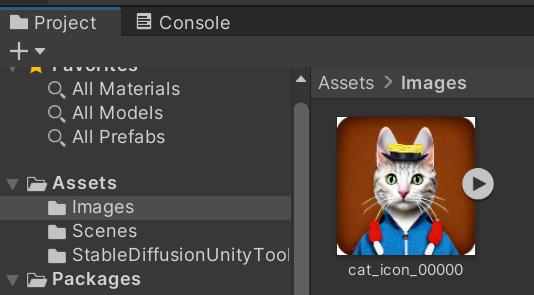 Project
Console
Favorites
All Materials
All Models
All Prefabs
Assets
Images
Scenes
StableDiffusionUnityTool
Packages
Assets > Images
cat_icon_00000